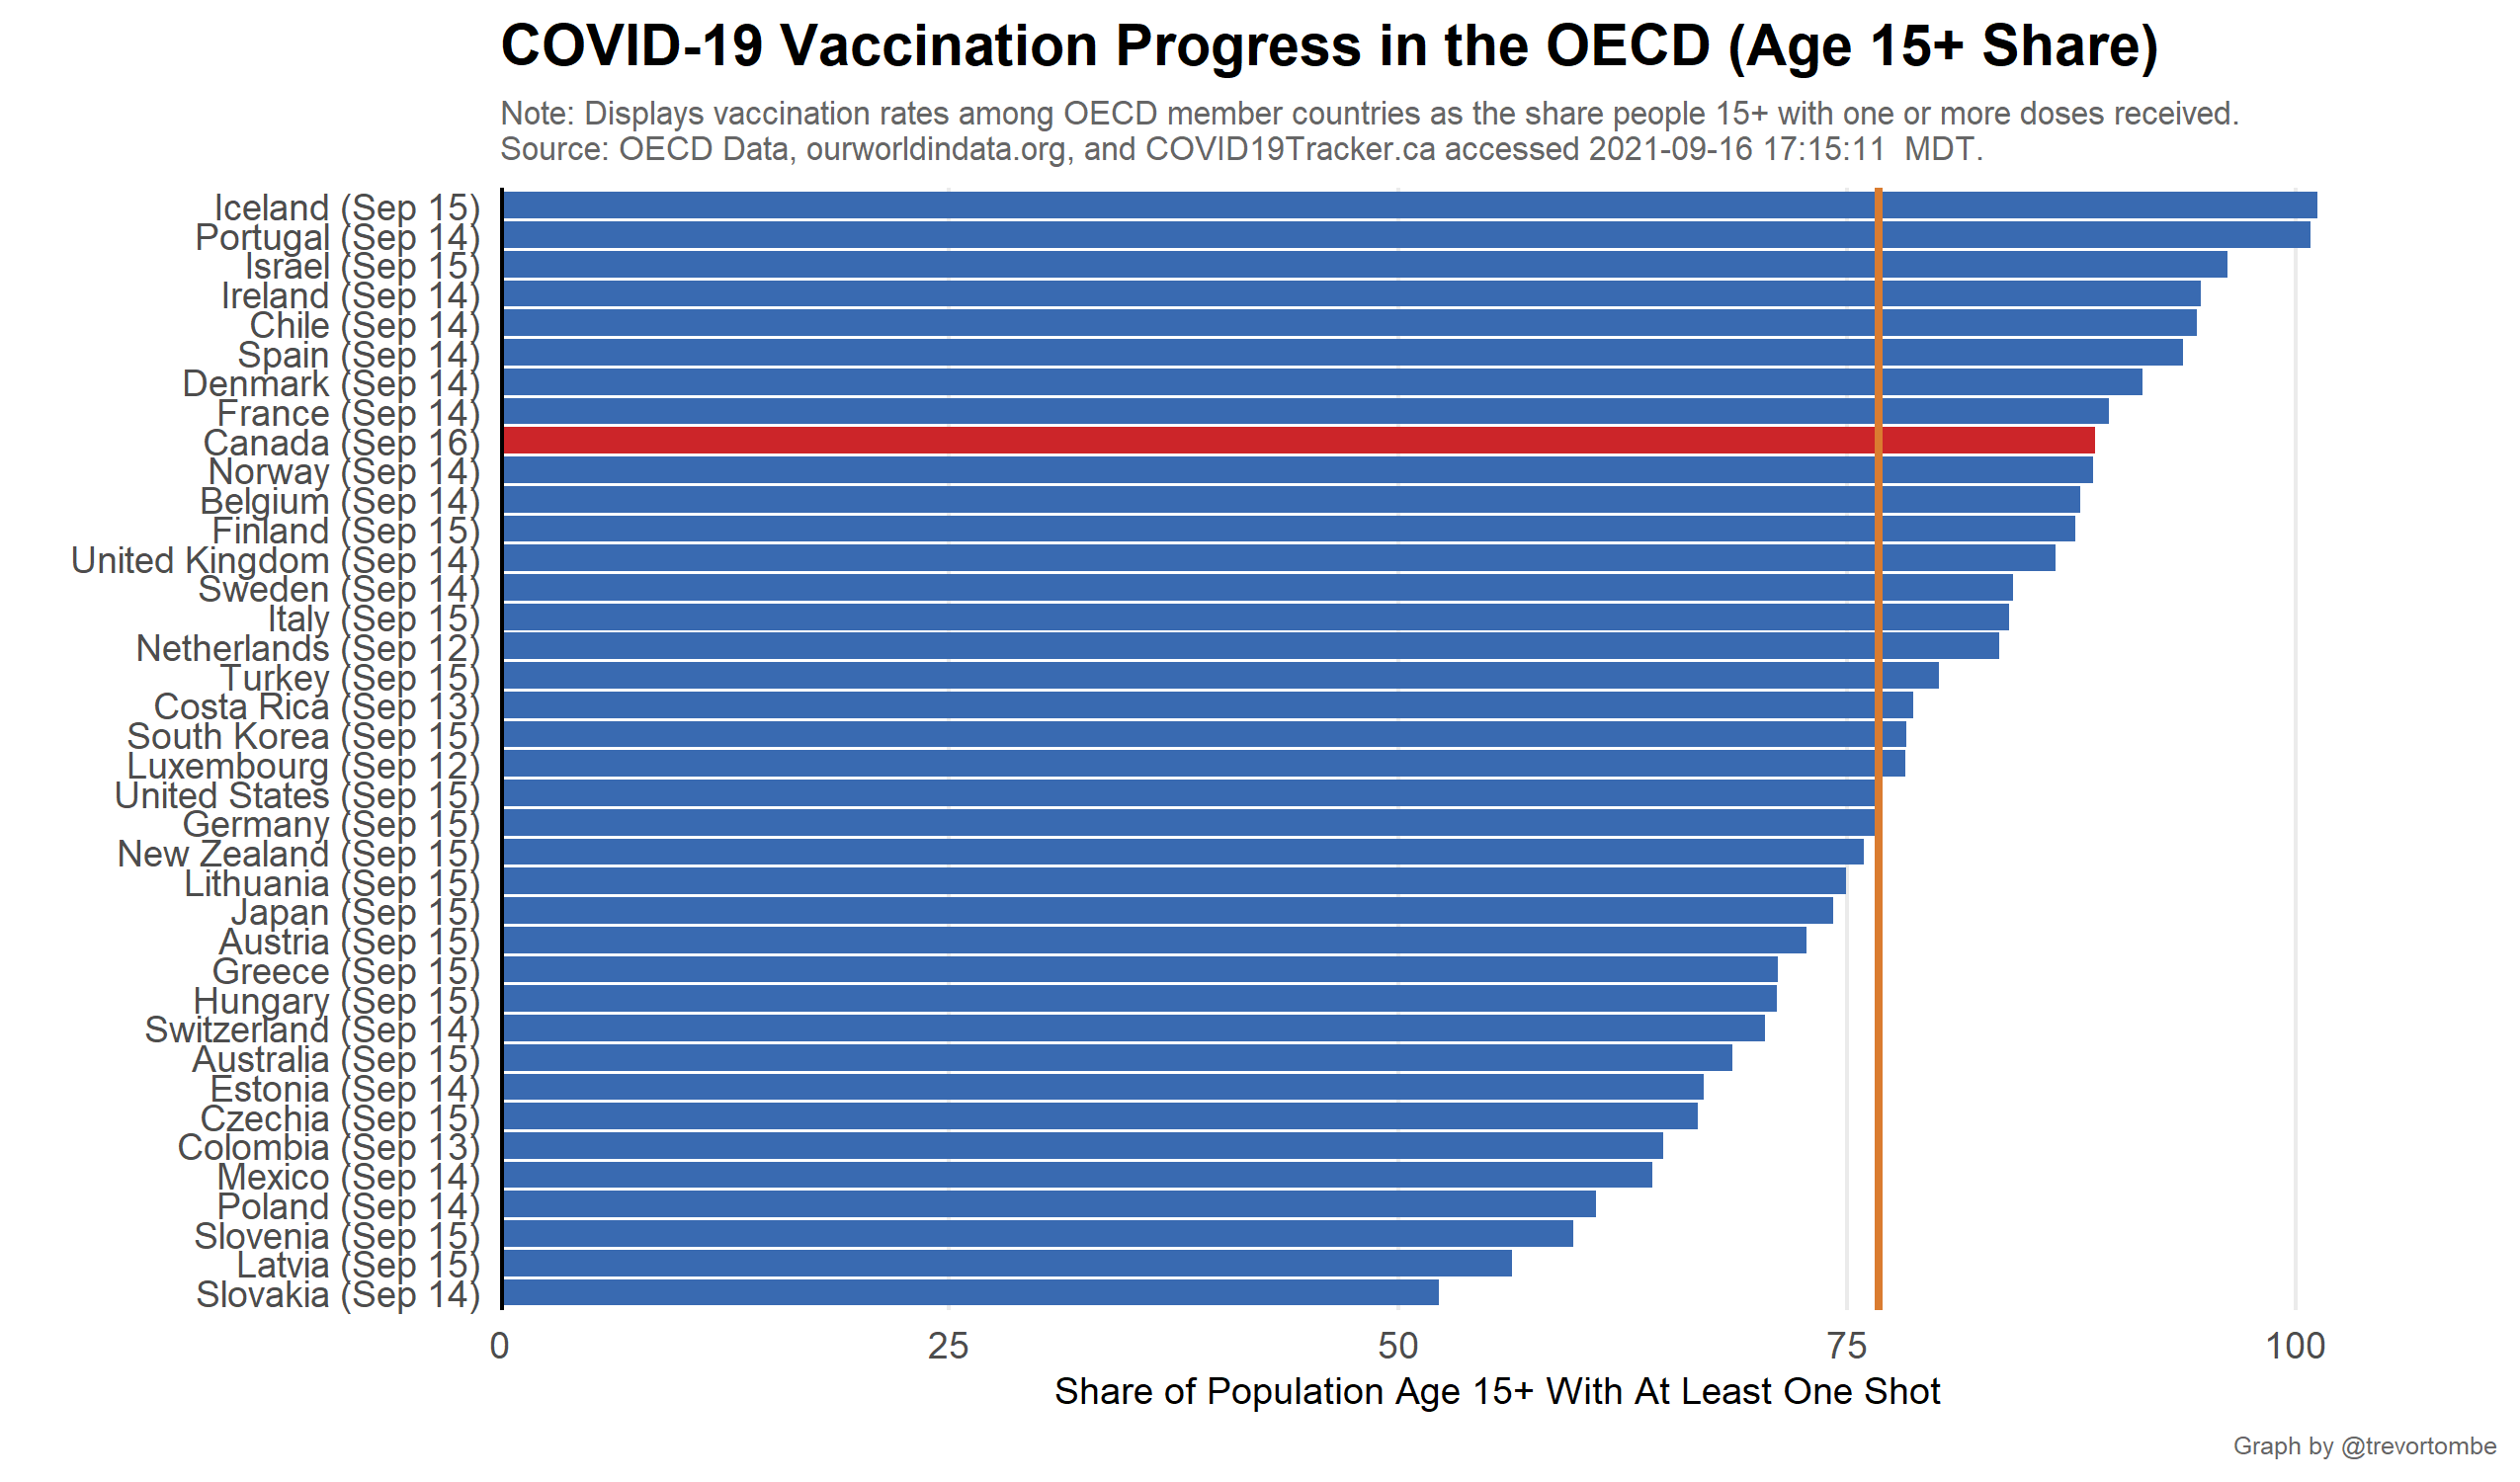 COVID-19 Vaccination Progress in the OECD (Age 15+ Share)
Note: Displays vaccination rates among OECD member countries as the share people 15+ with one or more doses received.
Source: OECD Data, ourworldindata.org, and COVID19Tracker.ca accessed 2021-09-16 17:15:11  MDT.
Iceland (Sep 15)
Portugal (Sep 14)
Israel (Sep 15)
Ireland (Sep 14)
Chile (Sep 14)
Spain (Sep 14)
Denmark (Sep 14)
France (Sep 14)
Canada (Sep 16)
Norway (Sep 14)
Belgium (Sep 14)
Finland (Sep 15)
United Kingdom (Sep 14)
Sweden (Sep 14)
Italy (Sep 15)
Netherlands (Sep 12)
Turkey (Sep 15)
Costa Rica (Sep 13)
South Korea (Sep 15)
Luxembourg (Sep 12)
United States (Sep 15)
Germany (Sep 15)
New Zealand (Sep 15)
Lithuania (Sep 15)
Japan (Sep 15)
Austria (Sep 15)
Greece (Sep 15)
Hungary (Sep 15)
Switzerland (Sep 14)
Australia (Sep 15)
Estonia (Sep 14)
Czechia (Sep 15)
Colombia (Sep 13)
Mexico (Sep 14)
Poland (Sep 14)
Slovenia (Sep 15)
Latvia (Sep 15)
Slovakia (Sep 14)
0 25 50 75 100
Share of Population Age 15+ With At Least One Shot
Graph by @trevortombe